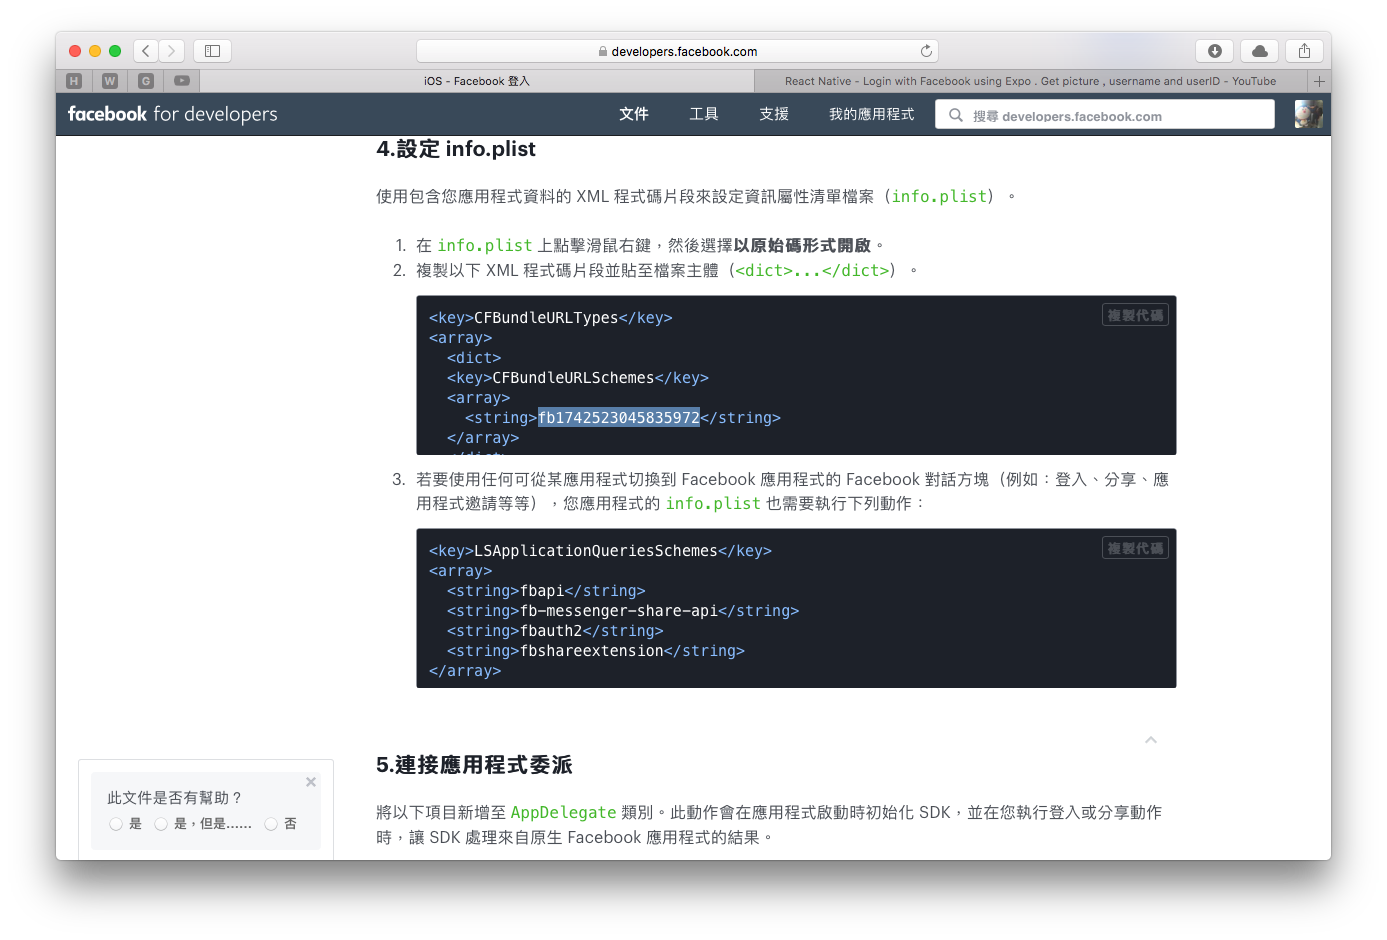 developers.facebook.com
H
W
G
iOS - Facebook 登入
React Native - Login with Facebook using Expo . Get picture , username and userID - YouTube
facebook for developers
文件
工具
支援
我的應用程式
搜尋 developers.facebook.com
4.設定 info.plist
使用包含您應用程式資料的 XML 程式碼片段來設定資訊屬性清單檔案（info.plist）。
1. 在 info.plist 上點擊滑鼠右鍵，然後選擇以原始碼形式開啟。
2. 複製以下 XML 程式碼片段並貼至檔案主體（<dict>...</dict>）。
複製代碼
<key>CFBundleURLTypes</key>
<array>
<dict>
<key>CFBundleURLSchemes</key>
<array>
<string>fb1742523045835972</string>
</array>
</dict>
3. 若要使用任何可從某應用程式切換到 Facebook 應用程式的 Facebook 對話方塊（例如：登入、分享、應
用程式邀請等等），您應用程式的 info.plist 也需要執行下列動作：
複製代碼
<key>LSApplicationQueriesSchemes</key>
<array>
<string>fbapi</string>
<string>fb-messenger-share-api</string>
<string>fbauth2</string>
<string>fbshareextension</string>
</array>
5.連接應用程式委派
將以下項目新增至 AppDelegate 類別。此動作會在應用程式啟動時初始化 SDK，並在您執行登入或分享動作
時，讓 SDK 處理來自原生 Facebook 應用程式的結果。
此文件是否有幫助？
是
是，但是......
否